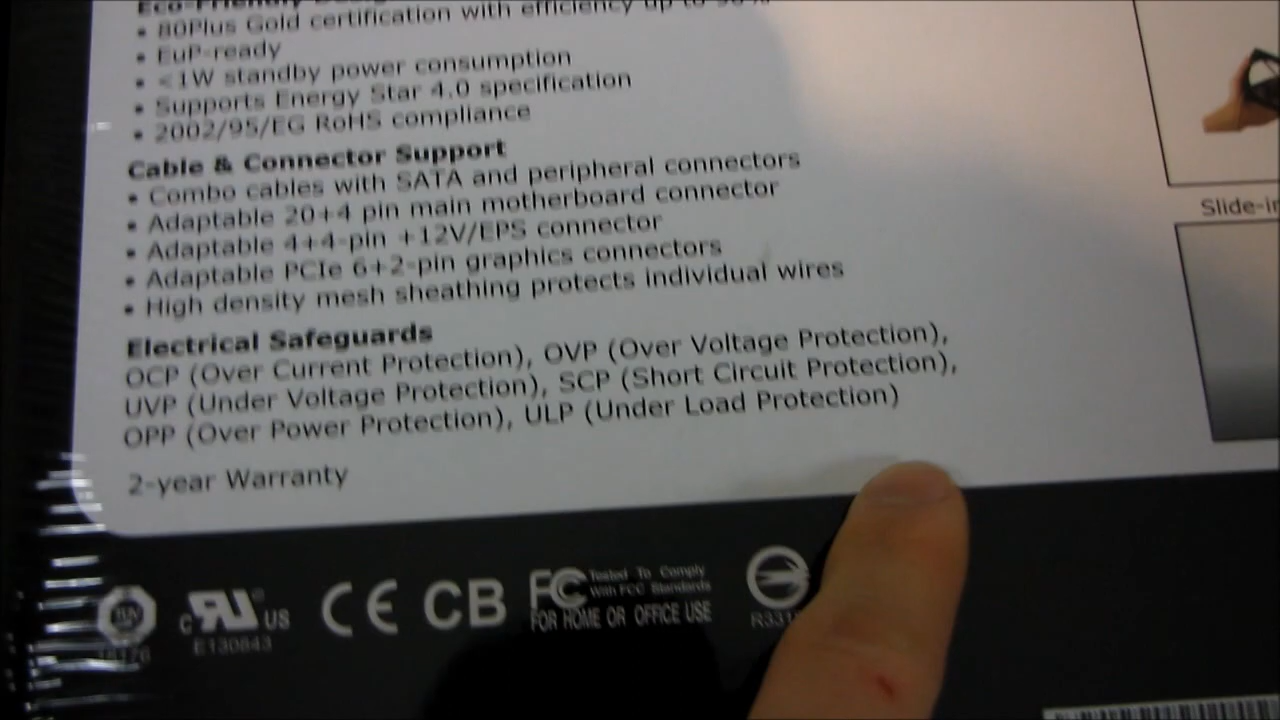 Eco-Friendly
• 80Plus Gold certification with efficiency up to 90%
• EuP-ready
• <1W standby power consumption
• Supports Energy Star 4.0 specification
• 2002/95/EG RoHS compliance
Cable & Connector Support
• Combo cables with SATA and peripheral connectors
• Adaptable 20+4 pin main motherboard connector
• Adaptable 4+4-pin +12V/EPS connector
• Adaptable PCIe 6+2-pin graphics connectors
• High density mesh sheathing protects individual wires
Electrical Safeguards
OCP (Over Current Protection), OVP (Over Voltage Protection),
UVP (Under Voltage Protection), SCP (Short Circuit Protection),
OPP (Over Power Protection), ULP (Under Load Protection)
2-year Warranty
Slide-in
c RU US
E130843
CE
CB
FC Tested To Comply
With FCC Standards
FOR HOME OR OFFICE USE